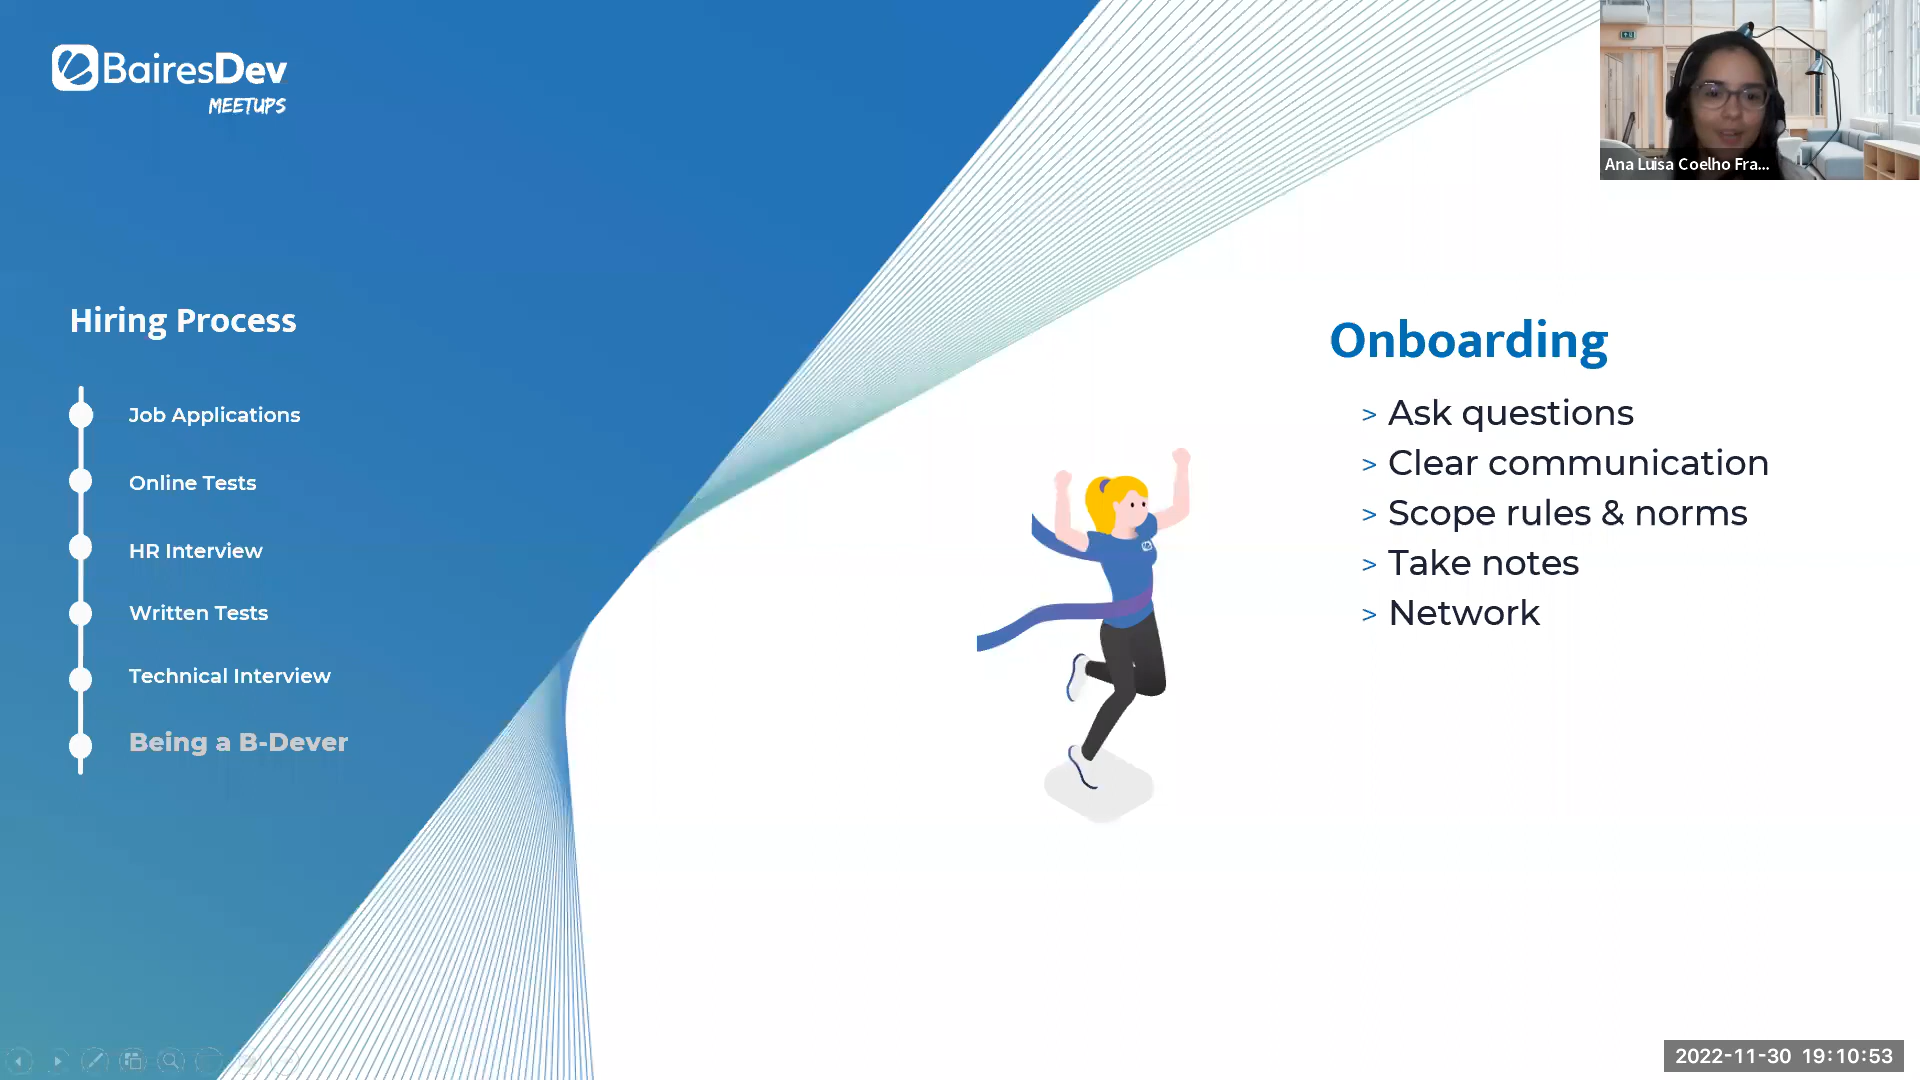 BairesDev
MEETUPS
Ana Luisa Coelho Fra...
Hiring Process
Job Applications
Online Tests
HR Interview
Written Tests
Technical Interview
Being a B-Dever
Onboarding
> Ask questions
> Clear communication
> Scope rules & norms
> Take notes
> Network
2022-11-30 19:10:53